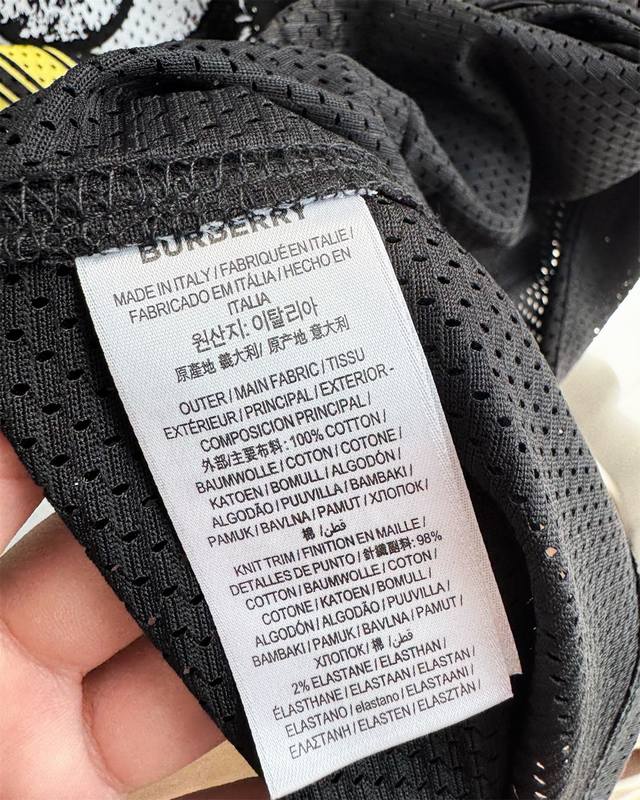 BURBERRY
MADE IN ITALY / FABRIQUÉ EN ITALIE /
FABRICADO EM ITÁLIA / HECHO EN
ITALIA
원산지: 이탈리아
原產地 義大利/ 原产地 意大利
OUTER / MAIN FABRIC / TISSU
EXTÉRIEUR / PRINCIPAL / EXTERIOR -
COMPOSICION PRINCIPAL /
外部/主要布料: 100% COTTON /
BAUMWOLLE / COTON / COTONE /
KATOEN / BOMULL / ALGODÓN /
ALGODÃO / PUUVILLA / BAMBAKI /
PAMUK / BAVLNA / PAMUT / ХЛОПОК /
棉 /قطن
KNIT TRIM / FINITION EN MAILLE /
DETALLES DE PUNTO / 針織副料: 98%
COTTON / BAUMWOLLE / COTON /
COTONE / KATOEN / BOMULL /
ALGODÓN / ALGODÃO / PUUVILLA /
BAMBAKI / PAMUK / BAVLNA / PAMUT /
ХЛОПОК / 棉 /قطن
2% ELASTANE / ELASTHAN /
ÉLASTHANE / ELASTAAN / ELASTAN /
ELASTANO / elastano / ELASTAANI /
ΕΛΑΣΤΑΝΗ / ELASTEN / ELASZTÁN /